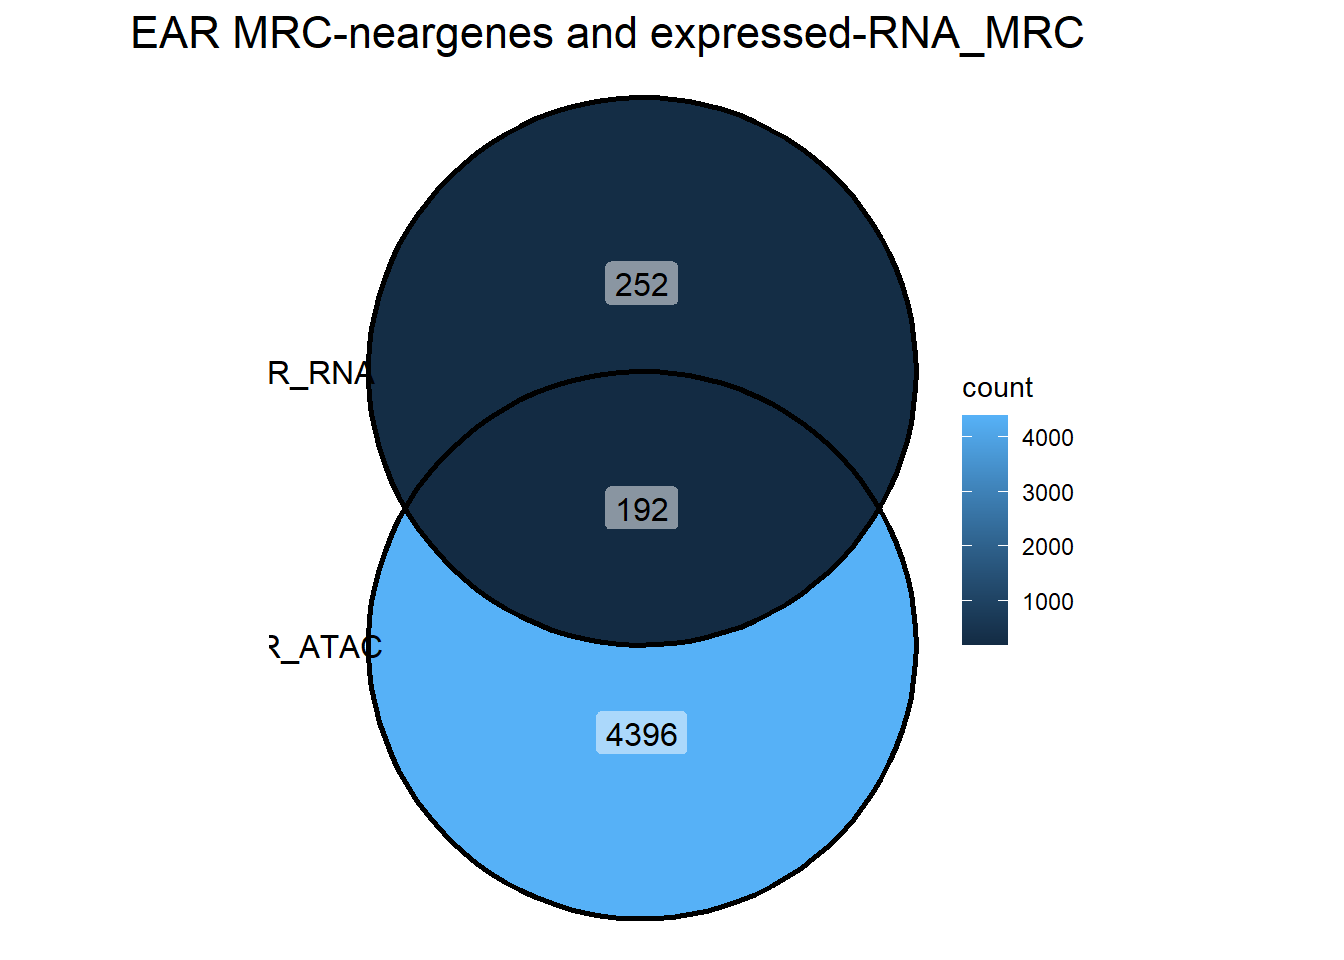 EAR MRC-neargenes and expressed-RNA_MRC
252
R_RNA
count
4000
3000
2000
1000
192
R_ATAC
4396